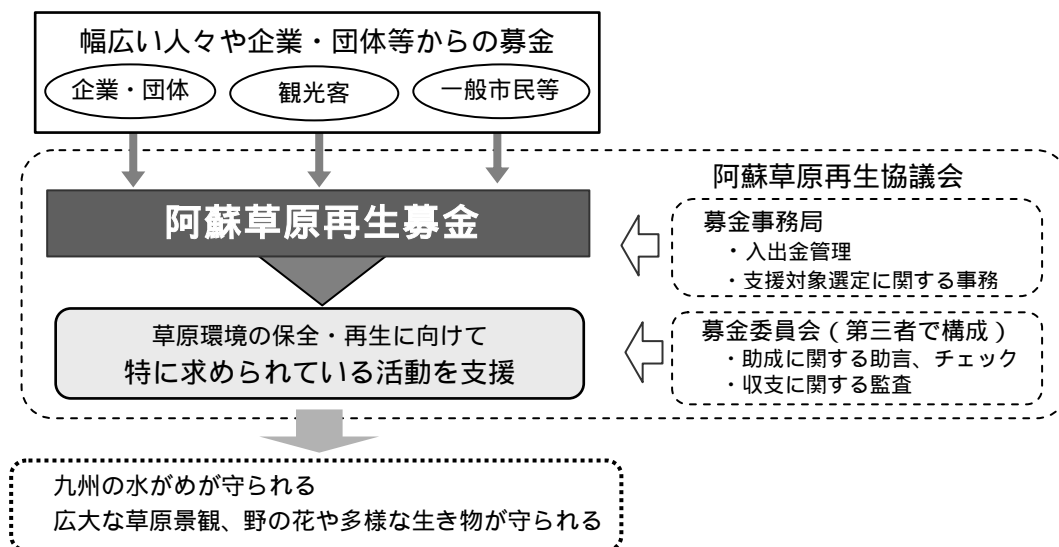 幅広い人々や企業・団体等からの募金
企業・団体
観光客
一般市民等
阿蘇草原再生協議会
阿蘇草原再生募金
募金事務局
・入出金管理
・支援対象選定に関する事務
草原環境の保全・再生に向けて
特に求められている活動を支援
募金委員会（第三者で構成）
・助成に関する助言、チェック
・収支に関する監査
九州の水がめが守られる
広大な草原景観、野の花や多様な生き物が守られる